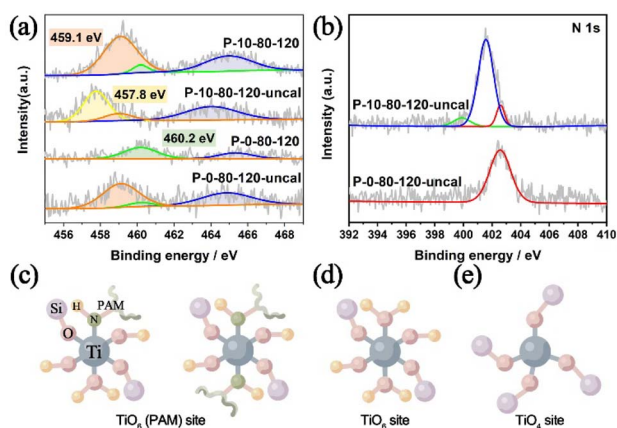 (a)
459.1 eV
P-10-80-120
457.8 eV
P-10-80-120-uncal
460.2 eV
P-0-80-120
P-0-80-120-uncal
Intensity(a.u.)
456 458 460 462 464 466 468
Binding energy / eV
(b)
N 1s
P-10-80-120-uncal
P-0-80-120-uncal
Intensity(a.u.)
392 394 396 398 400 402 404 406 408 410
Binding energy / eV
(c)
Si
H
PAM
N
O
Ti
TiO6 (PAM) site
(d)
TiO6 site
(e)
TiO4 site